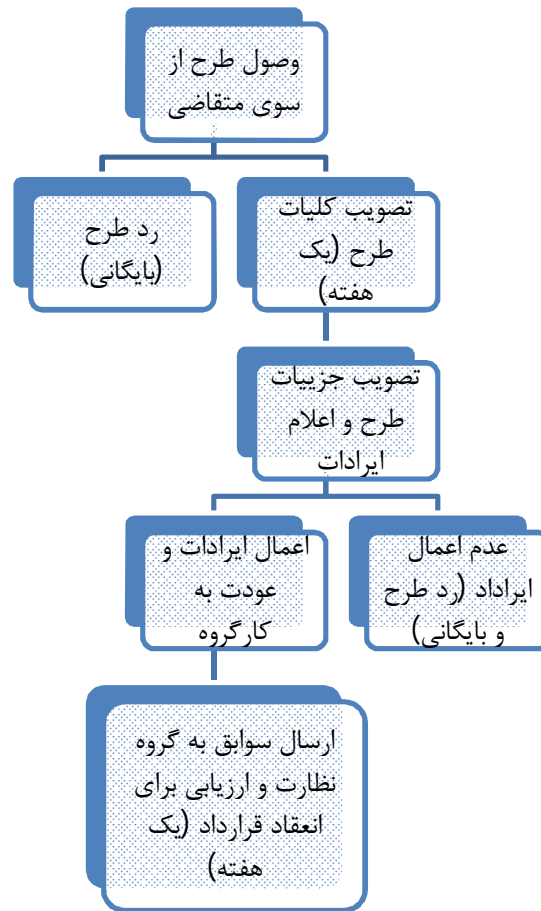 وصول طرح از
سوی متقاضی
تصویب کلیات
طرح (یک
هفته)
رد طرح
(بایگانی)
تصویب جزییات
طرح و اعلام
ایرادات
عدم اعمال
ایراداد (رد طرح
و بایگانی)
اعمال ایرادات و
عودت به
کارگروه
ارسال سوابق به گروه
نظارت و ارزیابی برای
انعقاد قرارداد (یک
هفته)